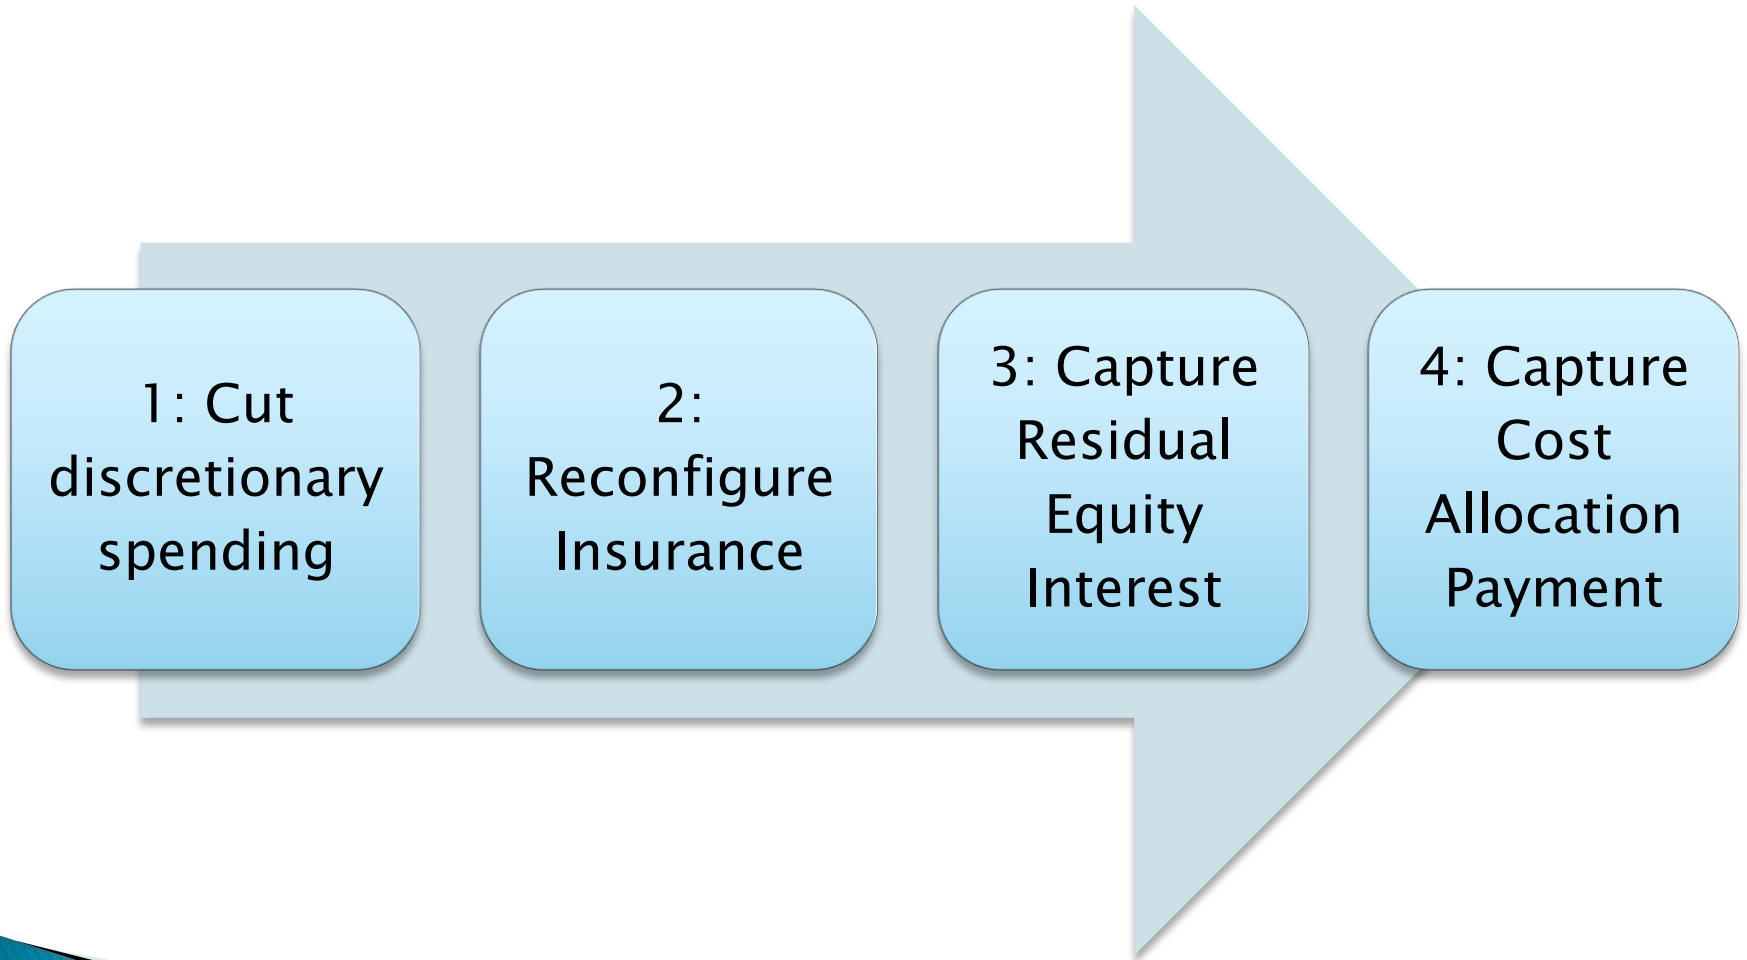 1: Cut
discretionary
spending
2:
Reconfigure
Insurance
3: Capture
Residual
Equity
Interest
4: Capture
Cost
Allocation
Payment